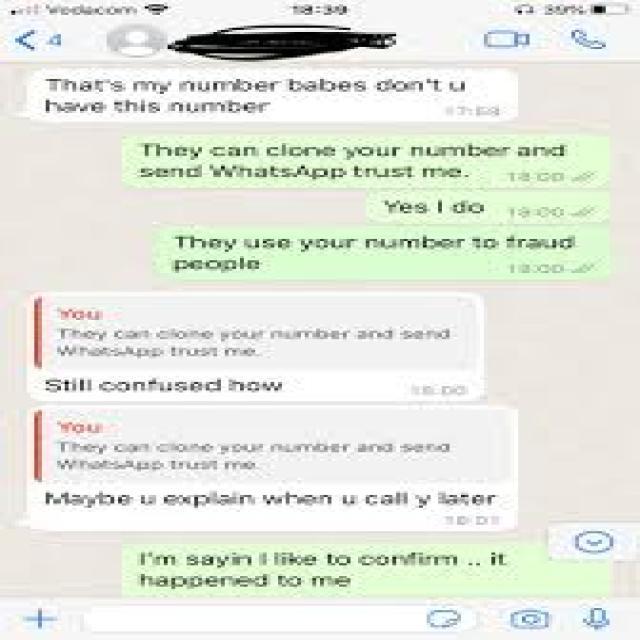 Vodacom 18:39 39%
4
That's my number babes don't u
have this number
17:59
They can clone your number and
send WhatsApp trust me. 18:00
Yes I do 18:00
They use your number to fraud
people 18:00
You
They can clone your number and send
WhatsApp trust me.
Still confused how 18:00
You
They can clone your number and send
WhatsApp trust me.
Maybe u explain when u call y later
18:01
I'm sayin I like to confirm .. it
happened to me